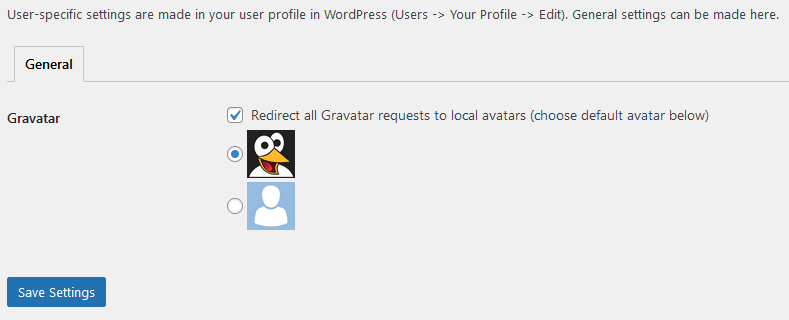 User-specific settings are made in your user profile in WordPress (Users -> Your Profile -> Edit). General settings can be made here.
General
Gravatar
Redirect all Gravatar requests to local avatars (choose default avatar below)
Save Settings